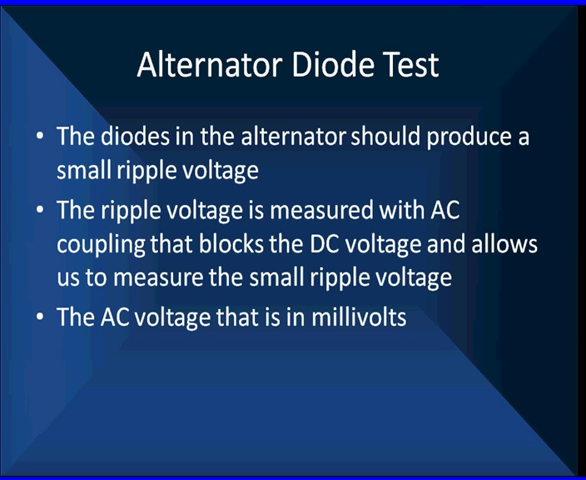 Alternator Diode Test
• The diodes in the alternator should produce a
small ripple voltage
• The ripple voltage is measured with AC
coupling that blocks the DC voltage and allows
us to measure the small ripple voltage
• The AC voltage that is in millivolts